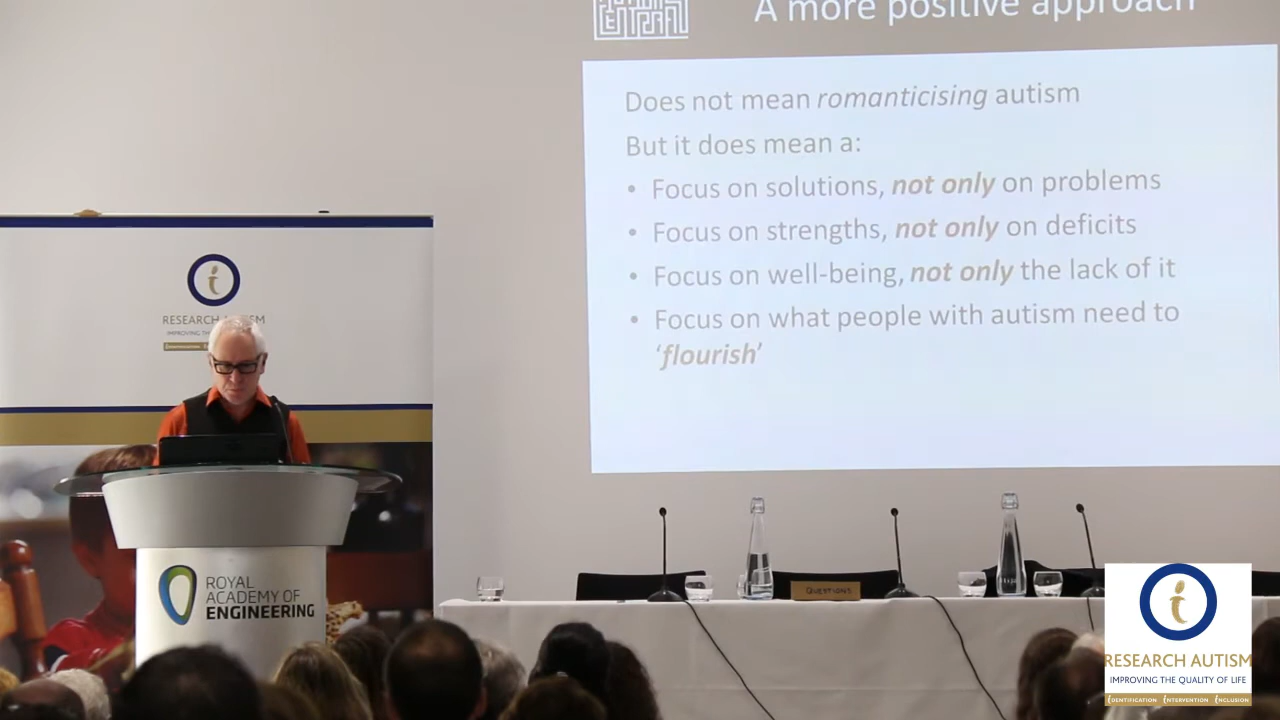 A more positive approach
Does not mean romanticising autism
But it does mean a:
• Focus on solutions, not only on problems
• Focus on strengths, not only on deficits
• Focus on well-being, not only the lack of it
• Focus on what people with autism need to
‘flourish’
RESEARCH AUTISM
IMPROVING TH
ROYAL
ACADEMY OF
ENGINEERING
QUESTIONS
RESEARCH AUTISM
IMPROVING THE QUALITY OF LIFE
IDENTIFICATION INTERVENTION INCLUSION